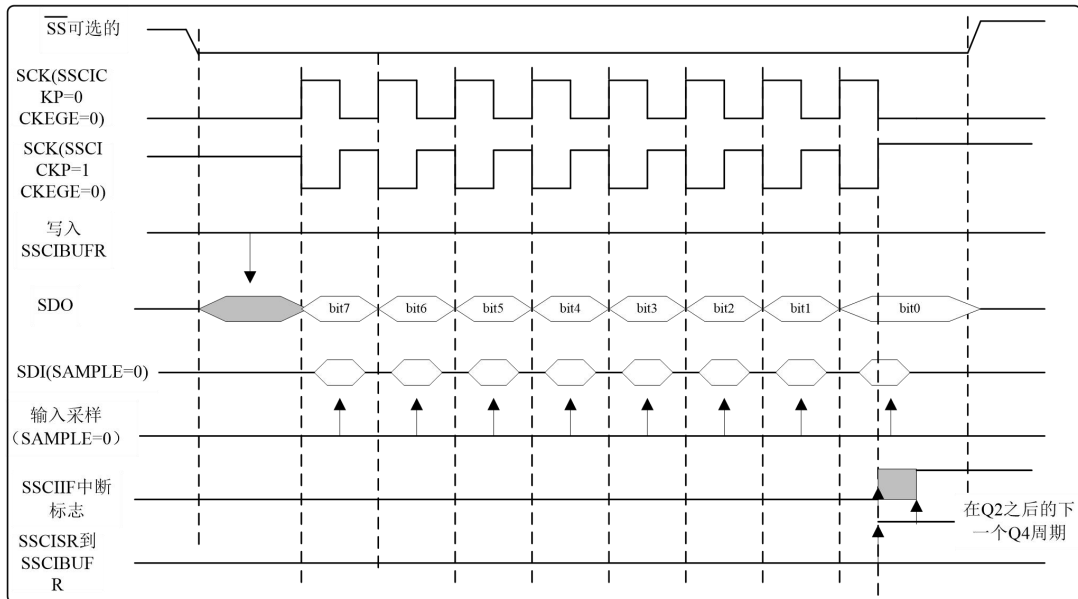 SS可选的
SCK(SSCIC
KP=0
CKEGE=0)
SCK(SSCI
CKP=1
CKEGE=0)
写入
SSCIBUFR
SDO
bit7
bit6
bit5
bit4
bit3
bit2
bit1
bit0
SDI(SAMPLE=0)
输入采样
（SAMPLE=0）
SSCIIF中断
标志
在Q2之后的下
一个Q4周期
SSCISR到
SSCIBUF
R